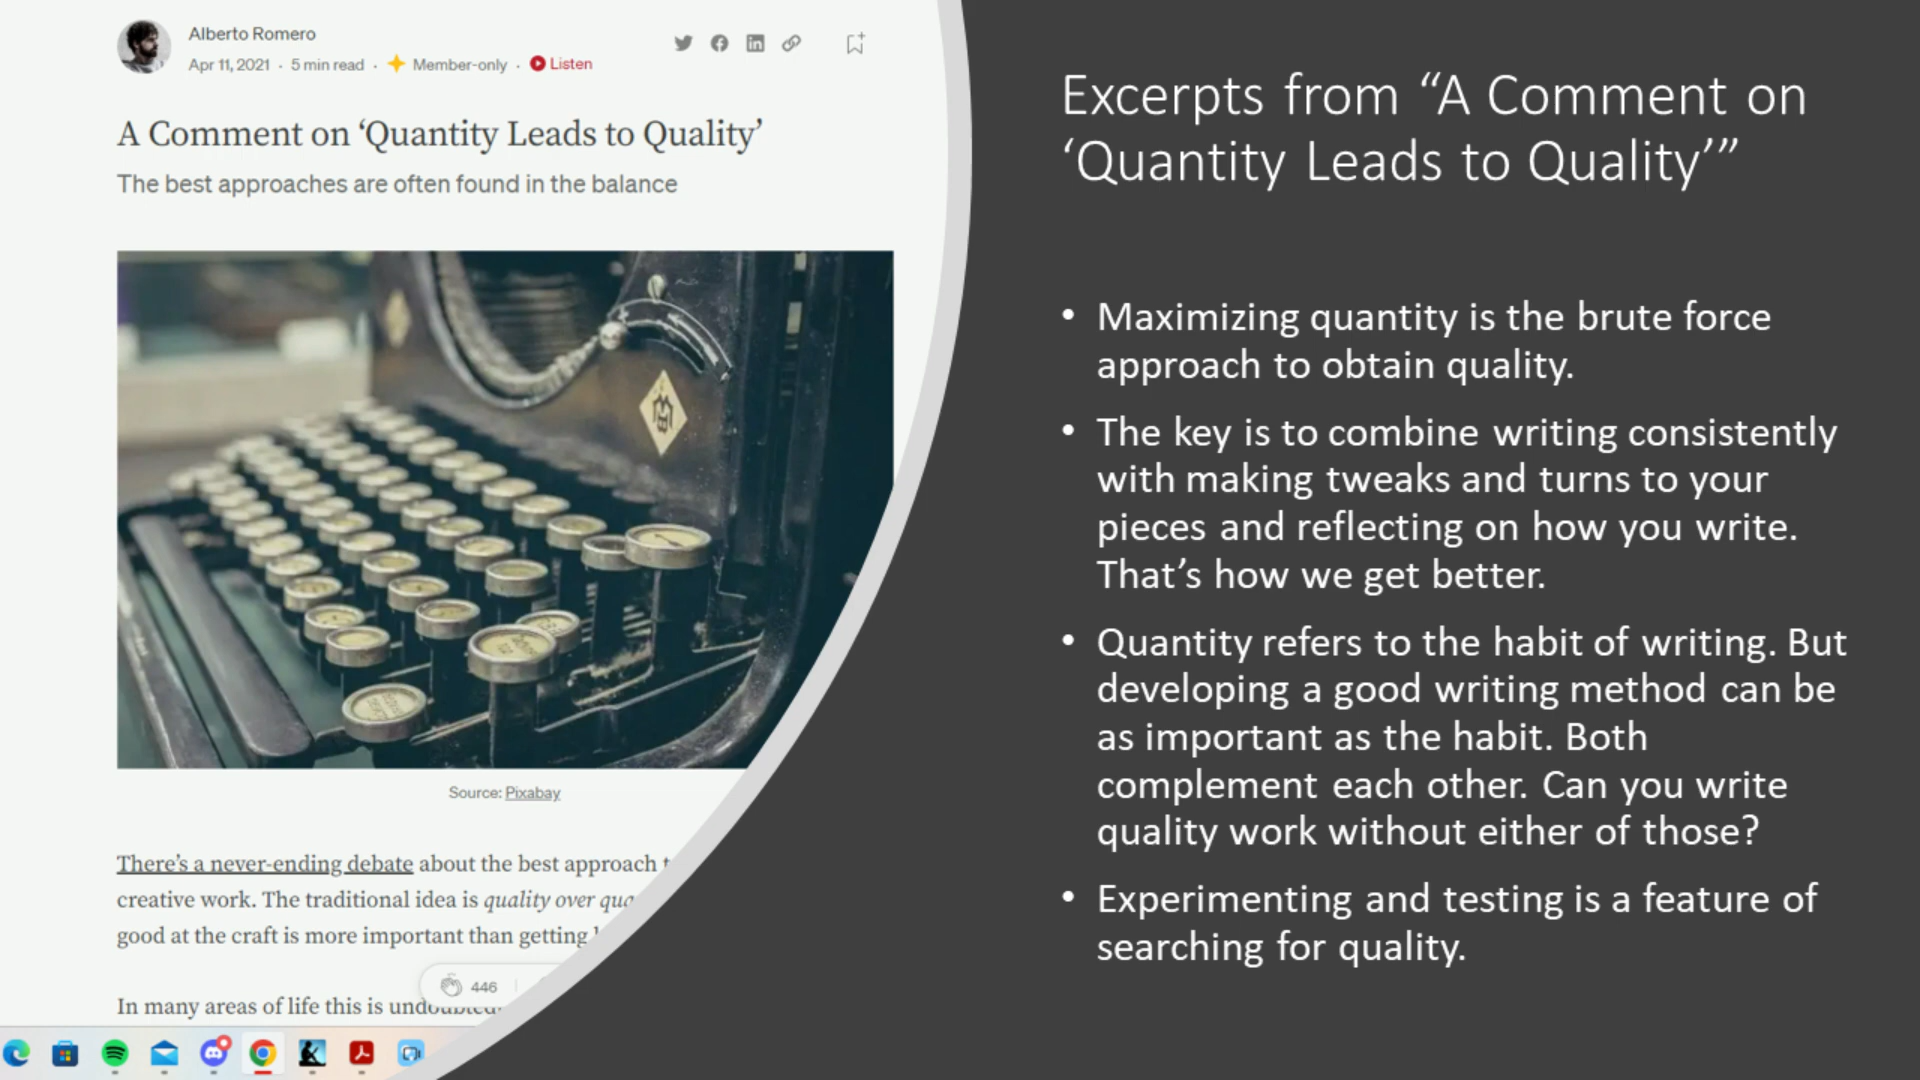 Alberto Romero
Apr 11, 2021 · 5 min read · Member-only · Listen
A Comment on ‘Quantity Leads to Quality’
The best approaches are often found in the balance
Source: Pixabay
There’s a never-ending debate about the best approach
creative work. The traditional idea is quality over
good at the craft is more important than getting
446
In many areas of life this is
Excerpts from “A Comment on
‘Quantity Leads to Quality’”
• Maximizing quantity is the brute force
approach to obtain quality.
• The key is to combine writing consistently
with making tweaks and turns to your
pieces and reflecting on how you write.
That’s how we get better.
• Quantity refers to the habit of writing. But
developing a good writing method can be
as important as the habit. Both
complement each other. Can you write
quality work without either of those?
• Experimenting and testing is a feature of
searching for quality.